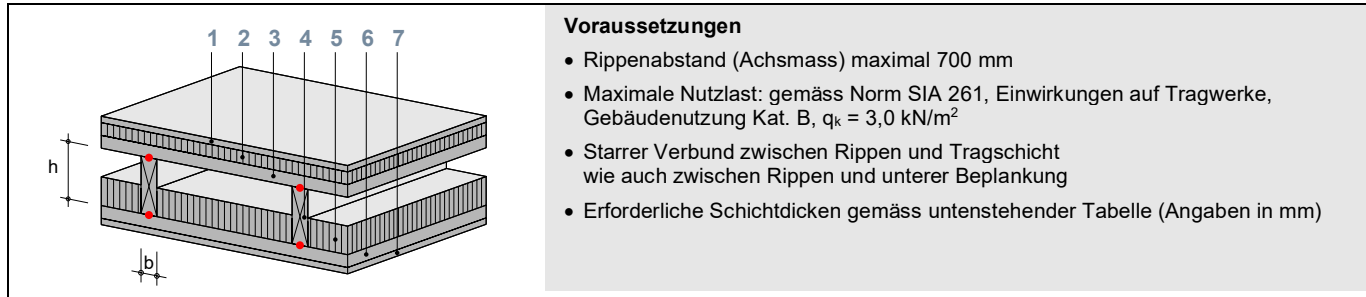 1 2 3 4 5 6 7
h
b
Voraussetzungen
• Rippenabstand (Achsmass) maximal 700 mm
• Maximale Nutzlast: gemäss Norm SIA 261, Einwirkungen auf Tragwerke,
Gebäudenutzung Kat. B, qₖ = 3,0 kN/m²
• Starrer Verbund zwischen Rippen und Tragschicht
wie auch zwischen Rippen und unterer Beplankung
• Erforderliche Schichtdicken gemäss untenstehender Tabelle (Angaben in mm)